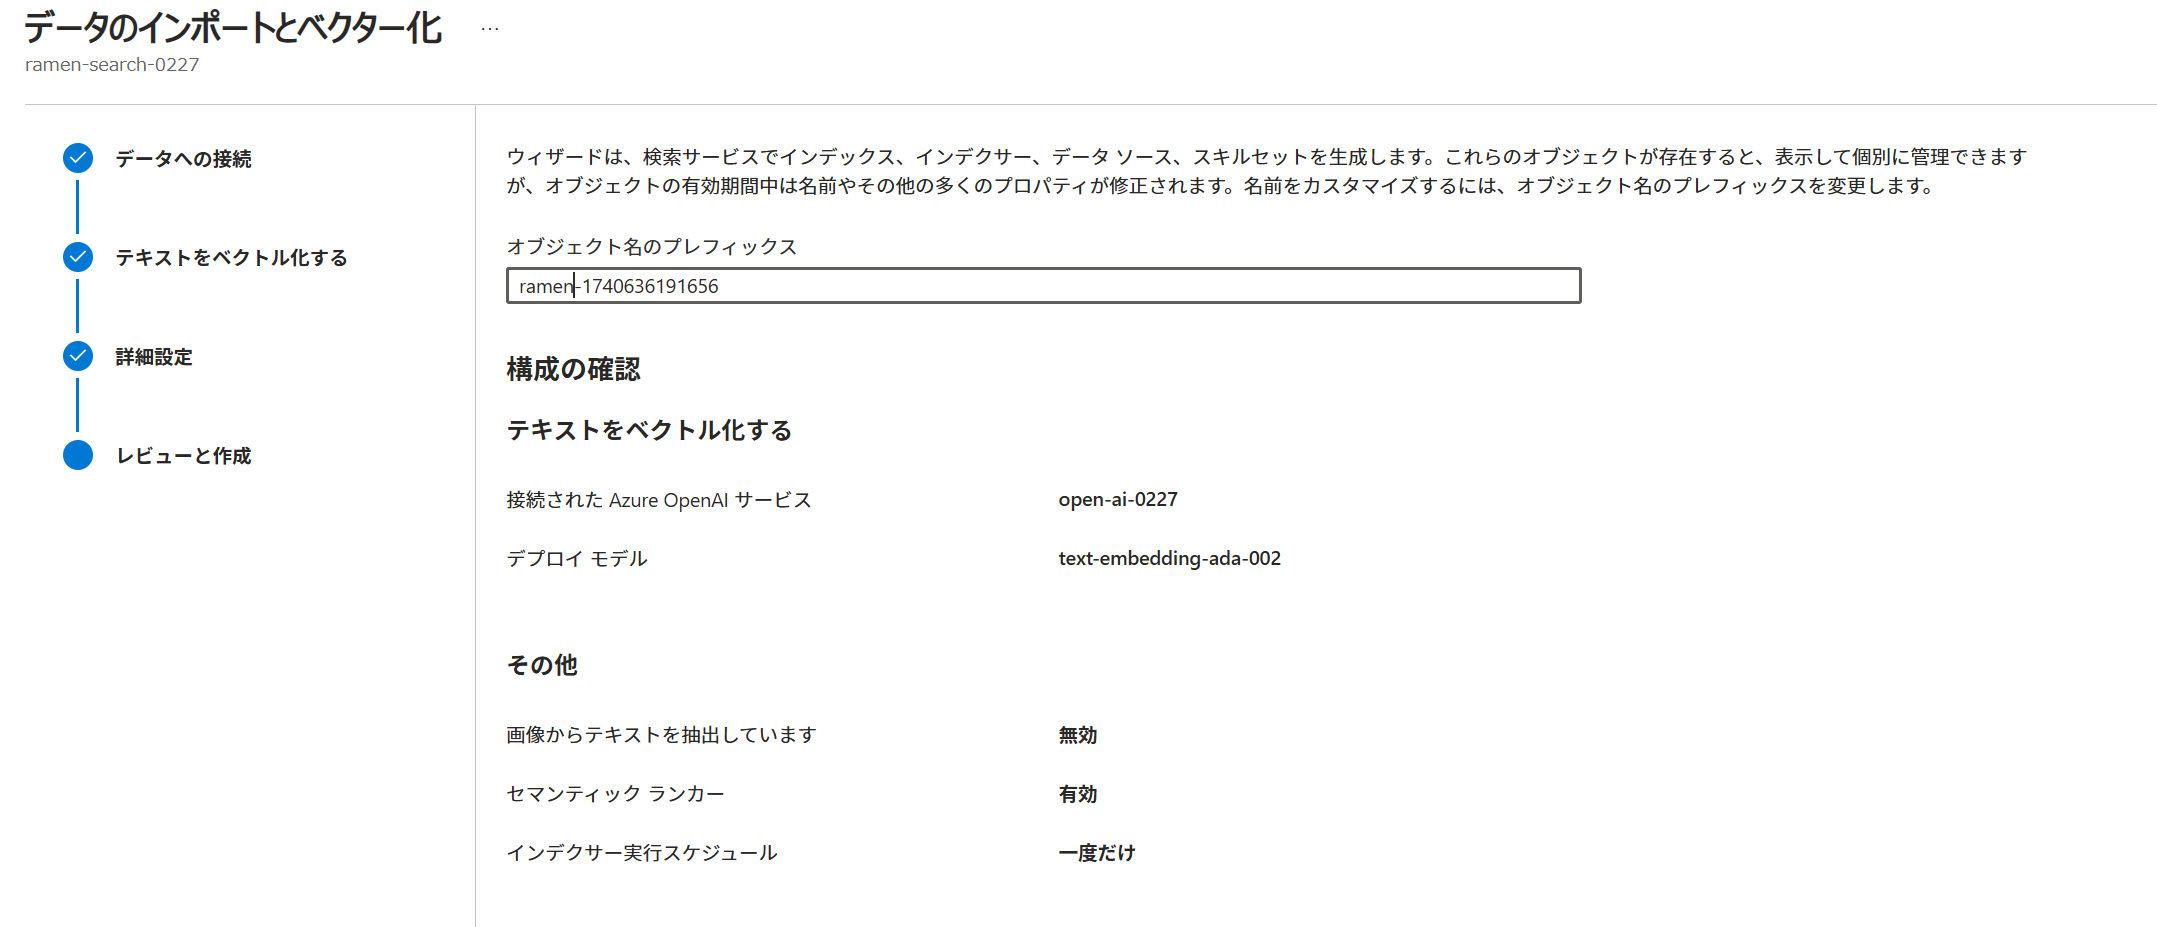 データのインポートとベクター化 …
ramen-search-0227
データへの接続
テキストをベクトル化する
詳細設定
レビューと作成
ウィザードは、検索サービスでインデックス、インデクサー、データ ソース、スキルセットを生成します。これらのオブジェクトが存在すると、表示して個別に管理できます
が、オブジェクトの有効期間中は名前やその他の多くのプロパティが修正されます。名前をカスタマイズするには、オブジェクト名のプレフィックスを変更します。
オブジェクト名のプレフィックス
ramen-1740636191656
構成の確認
テキストをベクトル化する
接続された Azure OpenAI サービス open-ai-0227
デプロイ モデル text-embedding-ada-002
その他
画像からテキストを抽出しています 無効
セマンティック ランカー 有効
インデクサー実行スケジュール 一度だけ